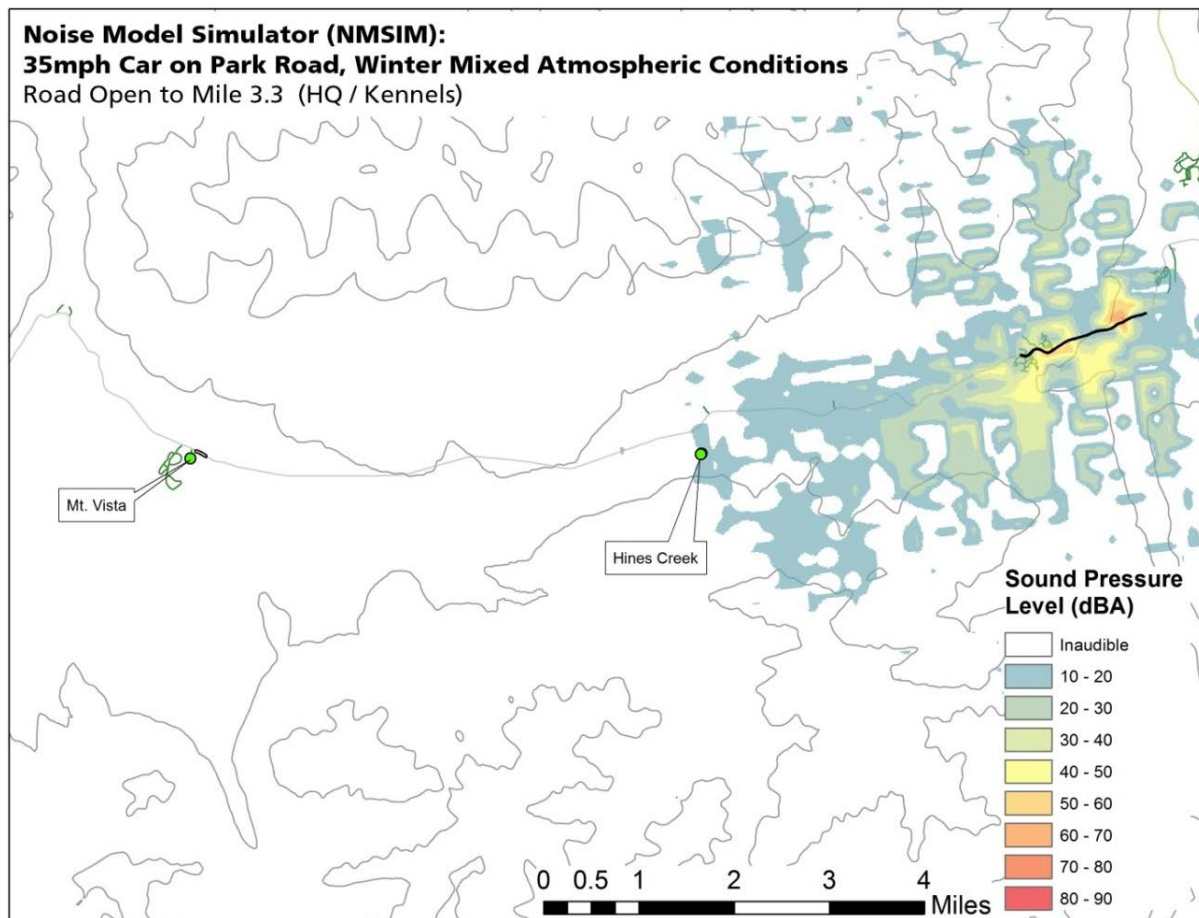 Noise Model Simulator (NMSIM):
35mph Car on Park Road, Winter Mixed Atmospheric Conditions
Road Open to Mile 3.3 (HQ / Kennels)
Mt. Vista
Hines Creek
Sound Pressure
Level (dBA)
Inaudible
10 - 20
20 - 30
30 - 40
40 - 50
50 - 60
60 - 70
70 - 80
80 - 90
0 0.5 1 2 3 4
Miles